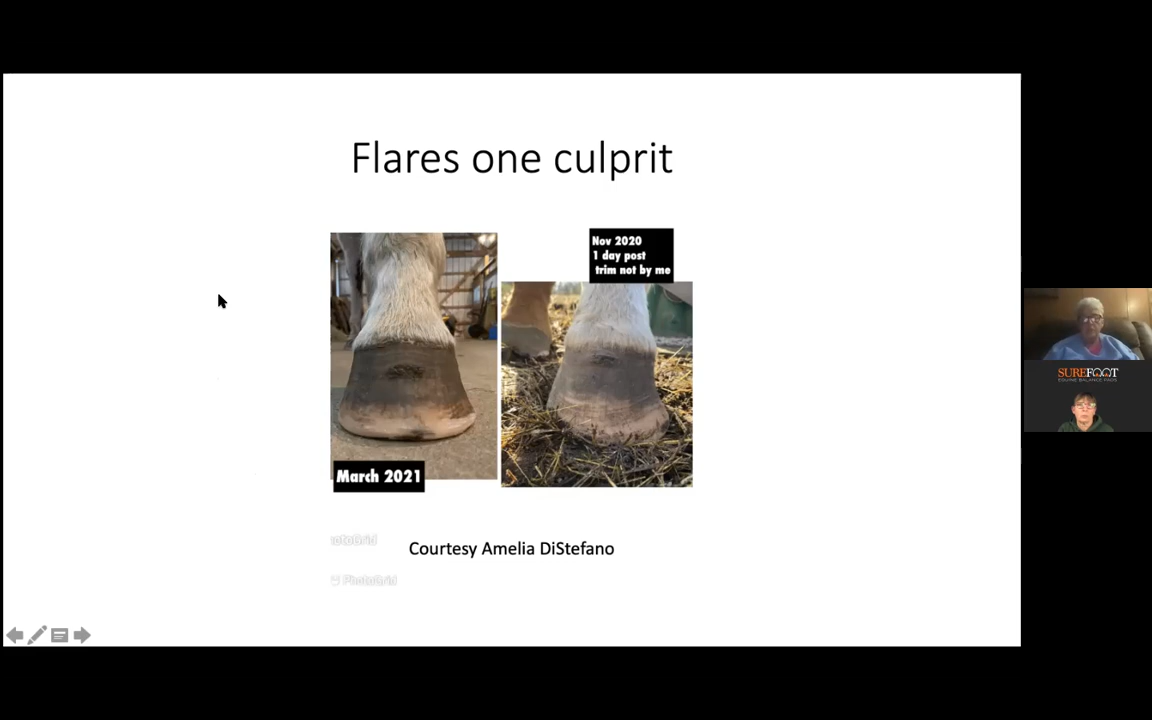 Flares one culprit
Nov 2020
1 day post
trim not by me
March 2021
Courtesy Amelia DiStefano
PhotoGrid
SUREFOOT
EQUINE BALANCE PADS